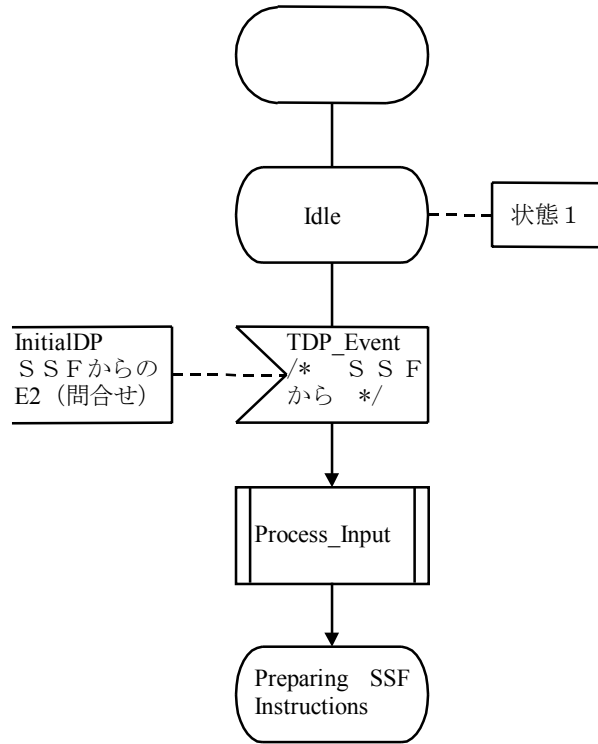 Idle
状態１
InitialDP
ＳＳＦからの
E2（問合せ）
TDP_Event
/* ＳＳＦ
から */
Process_Input
Preparing SSF
Instructions